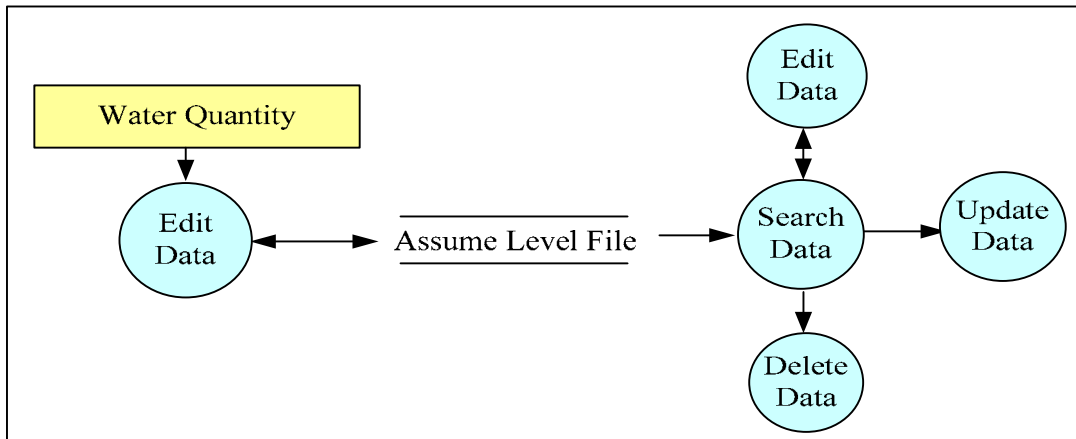 Water Quantity
Edit
Data
Assume Level File
Edit
Data
Search
Data
Update
Data
Delete
Data